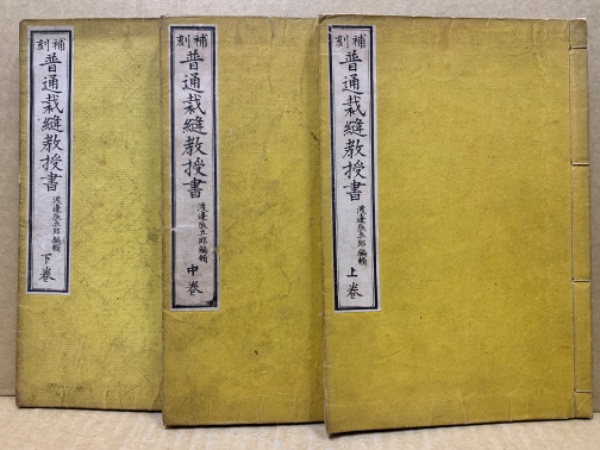 補刻
普通裁縫教授書
渡邊辰五郎編輯
上巻
補刻
普通裁縫教授書
渡邊辰五郎編輯
中巻
補刻
普通裁縫教授書
渡邊辰五郎編輯
下巻